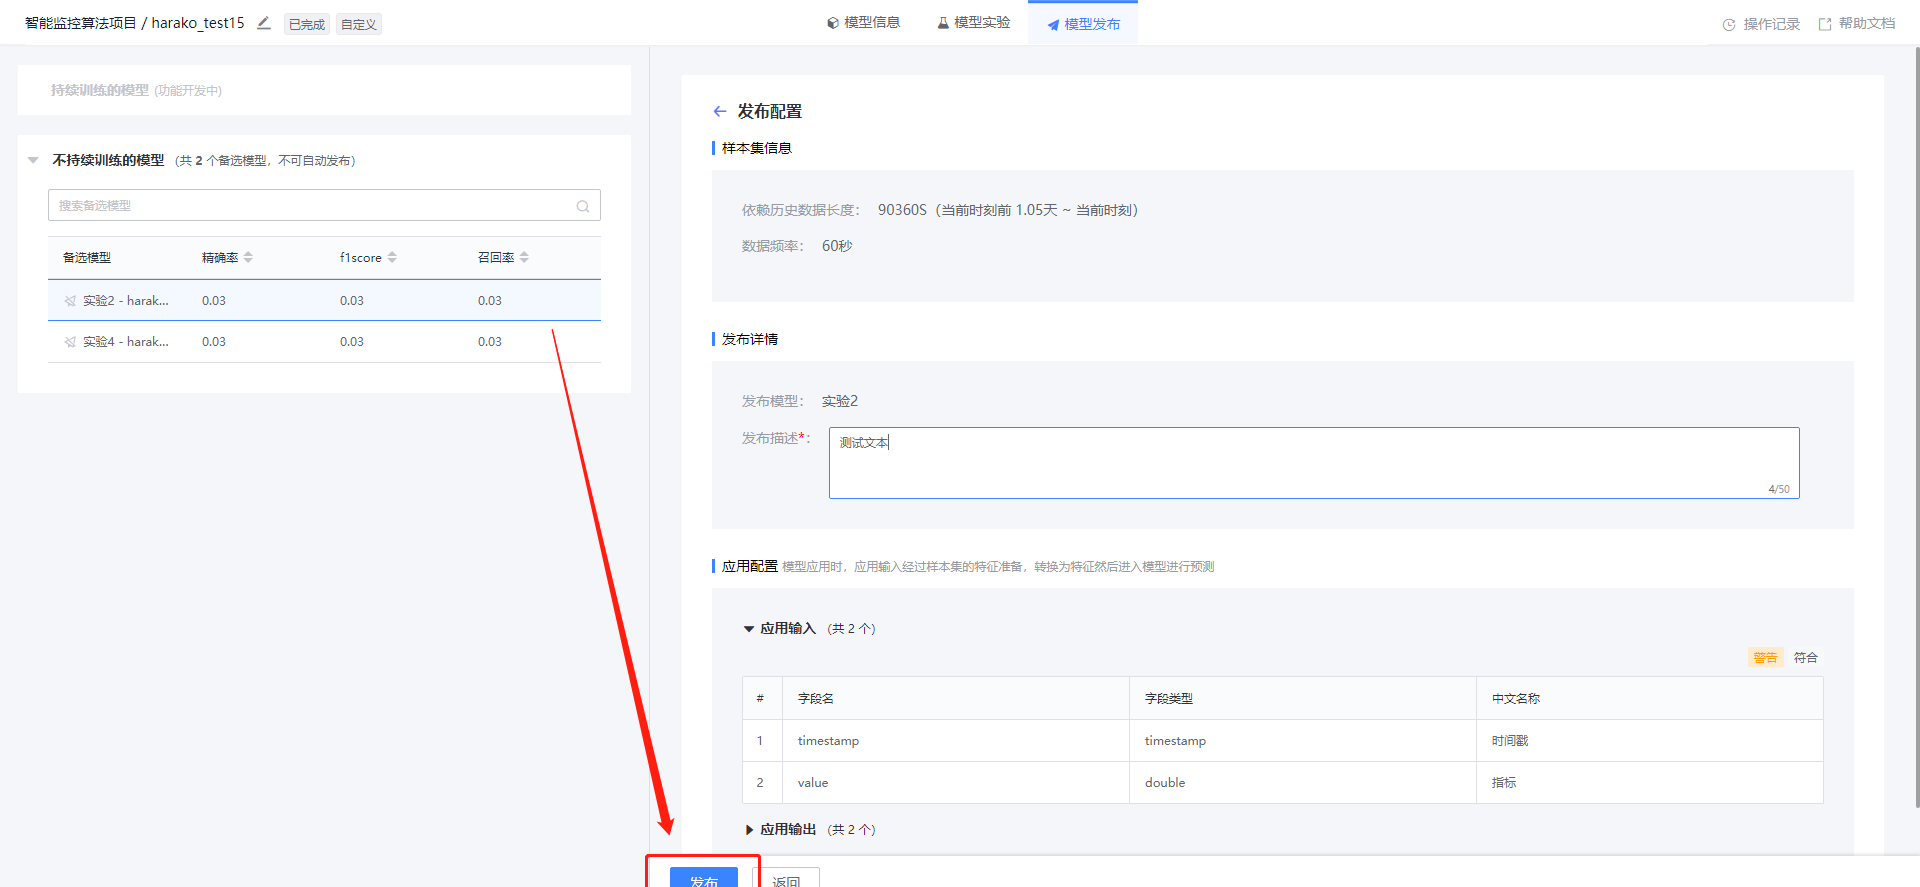 智能监控算法项目 / harako_test15 已完成 自定义
模型信息 模型实验 模型发布
操作记录 帮助文档
持续训练的模型 (功能开发中)
不持续训练的模型 (共 2 个备选模型，不可自动发布)
搜索备选模型
备选模型 精确率 f1score 召回率
实验2 - harak... 0.03 0.03 0.03
实验4 - harak... 0.03 0.03 0.03
发布配置
样本集信息
依赖历史数据长度： 90360S（当前时刻前 1.05天 ~ 当前时刻）
数据频率： 60秒
发布详情
发布模型： 实验2
发布描述*： 测试文本
4/50
应用配置 模型应用时，应用输入经过样本集的特征准备，转换为特征然后进入模型进行预测
应用输入 (共 2 个)
警告 符合
# 字段名 字段类型 中文名称
1 timestamp timestamp 时间戳
2 value double 指标
应用输出 (共 2 个)
发布 返回